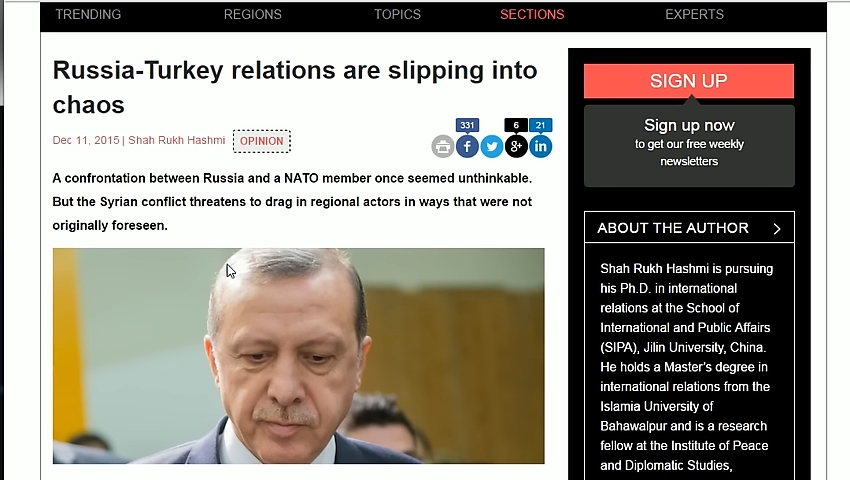 TRENDING REGIONS TOPICS SECTIONS EXPERTS
Russia-Turkey relations are slipping into
chaos
Dec 11, 2015 | Shah Rukh Hashmi OPINION
331 6 21
A confrontation between Russia and a NATO member once seemed unthinkable.
But the Syrian conflict threatens to drag in regional actors in ways that were not
originally foreseen.
SIGN UP
Sign up now
to get our free weekly
newsletters
ABOUT THE AUTHOR
Shah Rukh Hashmi is pursuing
his Ph.D. in international
relations at the School of
International and Public Affairs
(SIPA), Jilin University, China.
He holds a Master's degree in
international relations from the
Islamia University of
Bahawalpur and is a research
fellow at the Institute of Peace
and Diplomatic Studies,